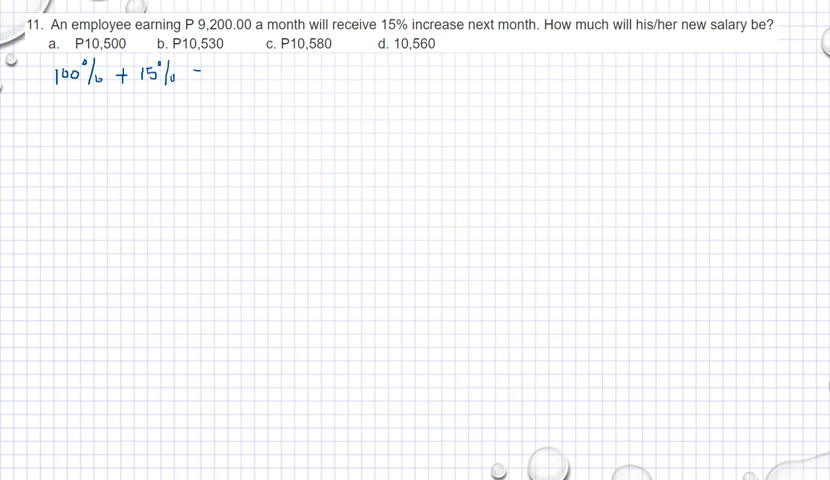 11. An employee earning P 9,200.00 a month will receive 15% increase next month. How much will his/her new salary be?
a. P10,500 b. P10,530 c. P10,580 d. 10,560
100% + 15% =